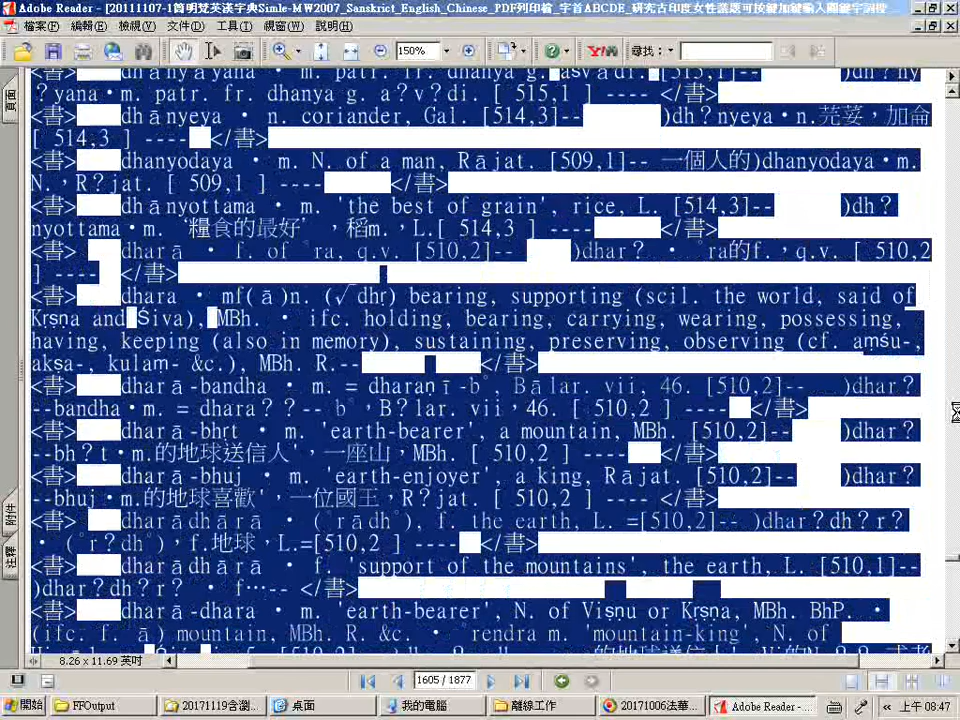 Adobe Reader - [20111107-1簡明梵英漢字典Simle-MW2007_Sanskrict_English_Chinese_PDF列印檔_字首ABCDE_研究古印度女性議題可按鍵加鍵輸入關鍵字詞搜
檔案(F) 編輯(E) 檢視(V) 文件(D) 工具(T) 視窗(W) 說明(H)
150% Y! 尋找：
頁面
<書> dhānyāyana · m. patr. fr. dhanya g. aśvādi. [515,1]-- )dh?ny
?yana·m. patr. fr. dhanya g. a?v?di. [ 515,1 ] ---- </書>
<書> dhānyeya · n. coriander, Gal. [514,3]-- )dh?nyeya·n.芫荽，加侖
[ 514,3 ] ---- </書>
<書> dhanyodaya · m. N. of a man, Rājat. [509,1]-- 一個人的)dhanyodaya·m.
N.，R?jat. [ 509,1 ] ---- </書>
<書> dhānyottama · m. 'the best of grain', rice, L. [514,3]-- )dh?
nyottama·m. '糧食的最好'，稻m.，L.[ 514,3 ] ---- </書>
<書> dharā · f. of °ra, q.v. [510,2]-- )dhar? · °ra的f.，q.v. [ 510,2
] ---- </書>
<書> dhara · mf(ā)n. (√dhṛ) bearing, supporting (scil. the world, said of
Kṛṣṇa and Śiva), MBh. · ifc. holding, bearing, carrying, wearing, possessing,
having, keeping (also in memory), sustaining, preserving, observing (cf. aṃśu-,
akṣa-, kulaṃ- &c.), MBh. R.-- </書>
<書> dharā-bandha · m. = dharaṇī-b°, Bālar. vii, 46. [510,2]-- )dhar?
--bandha·m. = dhara??-- b°，B?lar. vii，46. [ 510,2 ] ---- </書>
<書> dharā-bhrt · m. 'earth-bearer', a mountain, MBh. [510,2]-- )dhar?
--bh?t·m.的地球送信人'，一座山，MBh. [ 510,2 ] ---- </書>
<書> dharā-bhuj · m. 'earth-enjoyer', a king, Rājat. [510,2]-- )dhar?
--bhuj·m.的地球喜歡'，一位國王，R?jat. [ 510,2 ] ---- </書>
<書> dharādhārā · (°rādh°), f. the earth, L. =[510,2]-- )dhar?dh?r?
· (°r?dh°)，f.地球，L.=[510,2 ] ---- </書>
<書> dharādhārā · f. 'support of the mountains', the earth, L. [510,1]--
)dhar?dh?r? · f…-- </書>
<書> dharā-dhara · m. 'earth-bearer', N. of Viṣṇu or Kṛṣṇa, MBh. BhP. ·
(ifc. f. ā) mountain, MBh. R. &c. · °rendra m. 'mountain-king', N. of
附件
注釋
8.26 x 11.69 英吋
1605 / 1877
開始 FFOutput 20171119含瀏... 桌面 我的電腦 離線工作 20171006法華... Adobe Reader - ... « 上午 08:47